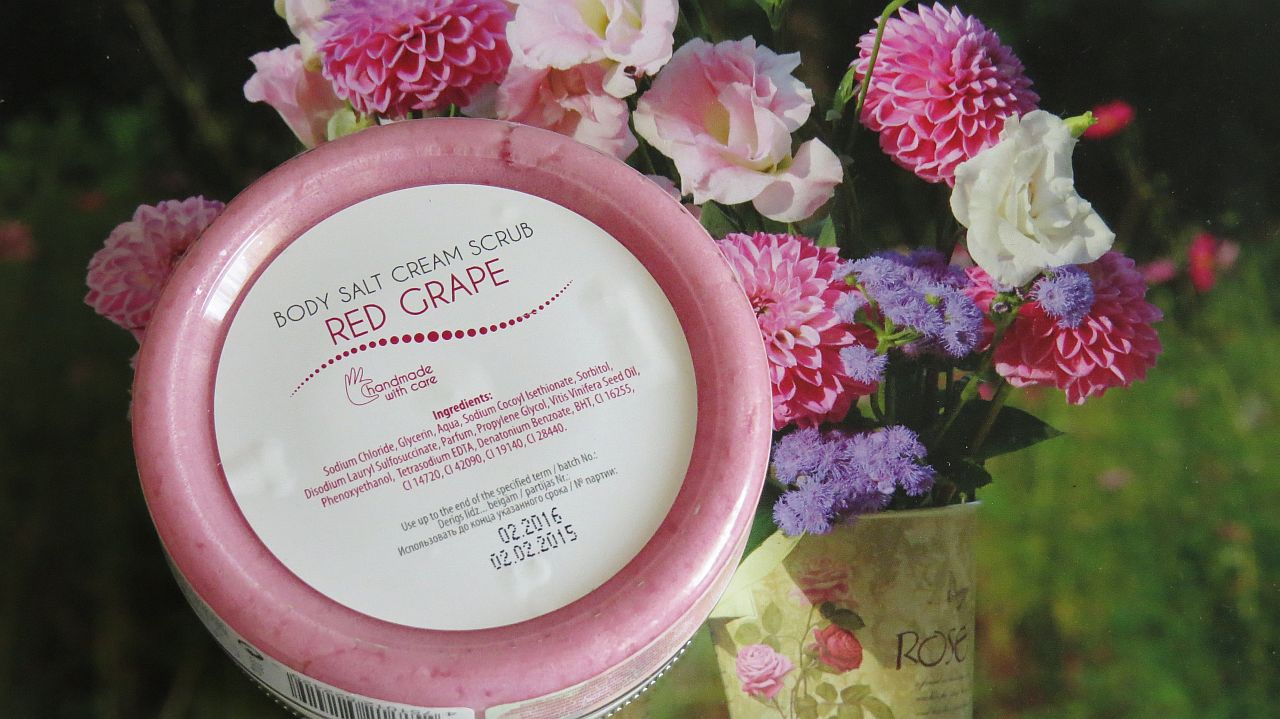 BODY SALT CREAM SCRUB
RED GRAPE
handmade
with care
Ingredients:
Sodium Chloride, Glycerin, Aqua, Sodium Cocoyl Isethionate, Sorbitol,
Disodium Lauryl Sulfosuccinate, Parfum, Propylene Glycol, Vitis Vinifera Seed Oil,
Phenoxyethanol, Tetrasodium EDTA, Denatonium Benzoate, BHT, CI 16255,
CI 14720, CI 42090, CI 19140, CI 28440.
Use up to the end of the specified term / batch No.:
Derīgs līdz... beigām / partijas Nr.:
Использовать до конца указанного срока / № партии:
02.2016
02.02.2015
ROSE